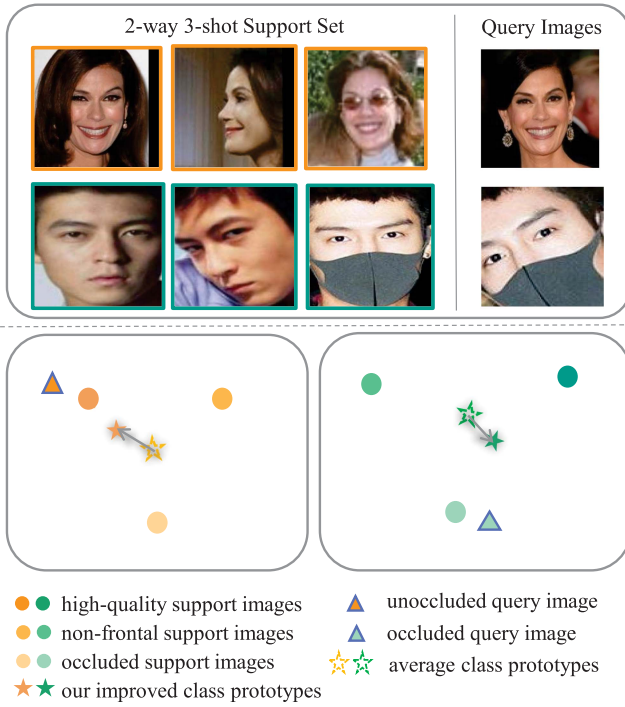 2-way 3-shot Support Set
Query Images
high-quality support images
non-frontal support images
occluded support images
our improved class prototypes
unoccluded query image
occluded query image
average class prototypes